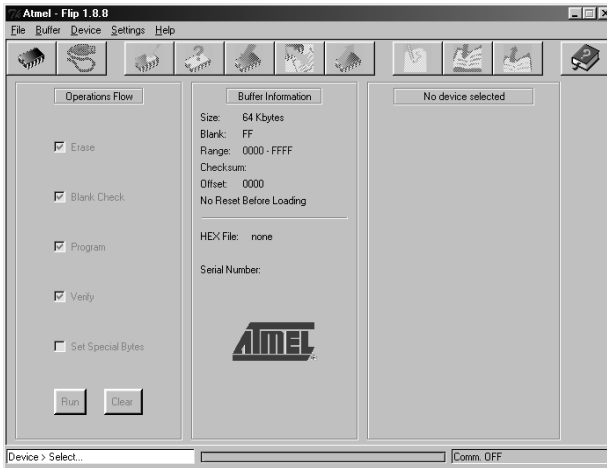 Atmel - Flip 1.8.8
File Buffer Device Settings Help
Operations Flow
Erase
Blank Check
Program
Verify
Set Special Bytes
Run Clear
Buffer Information
Size: 64 Kbytes
Blank: FF
Range: 0000 - FFFF
Checksum:
Offset: 0000
No Reset Before Loading
HEX File: none
Serial Number:
ATMEL
No device selected
Device > Select...
Comm. OFF